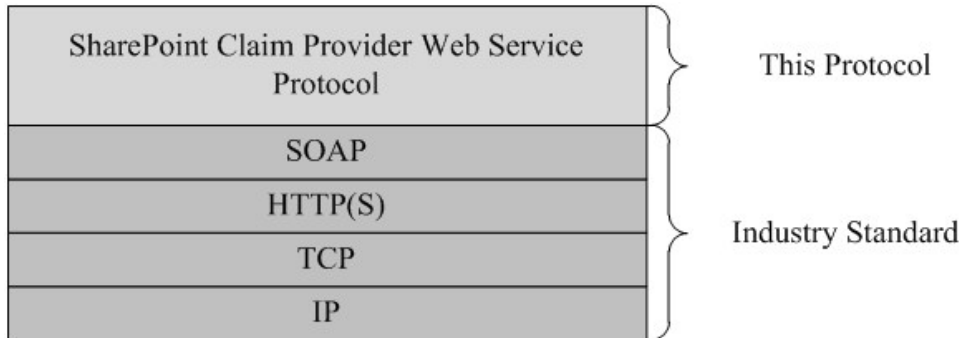 SharePoint Claim Provider Web Service
Protocol
This Protocol
SOAP
HTTP(S)
TCP
IP
Industry Standard